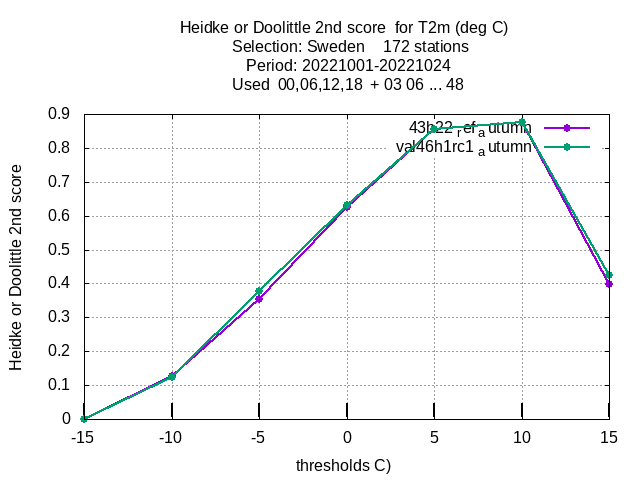 Heidke or Doolittle 2nd score  for T2m (deg C)
Selection: Sweden    172 stations
Period: 20221001-20221024
Used  00,06,12,18  + 03 06 ... 48
43h22ref_autumn
val46h1rc1_autumn
Heidke or Doolittle 2nd score
0.9
0.8
0.7
0.6
0.5
0.4
0.3
0.2
0.1
0
-15 -10 -5 0 5 10 15
thresholds C)